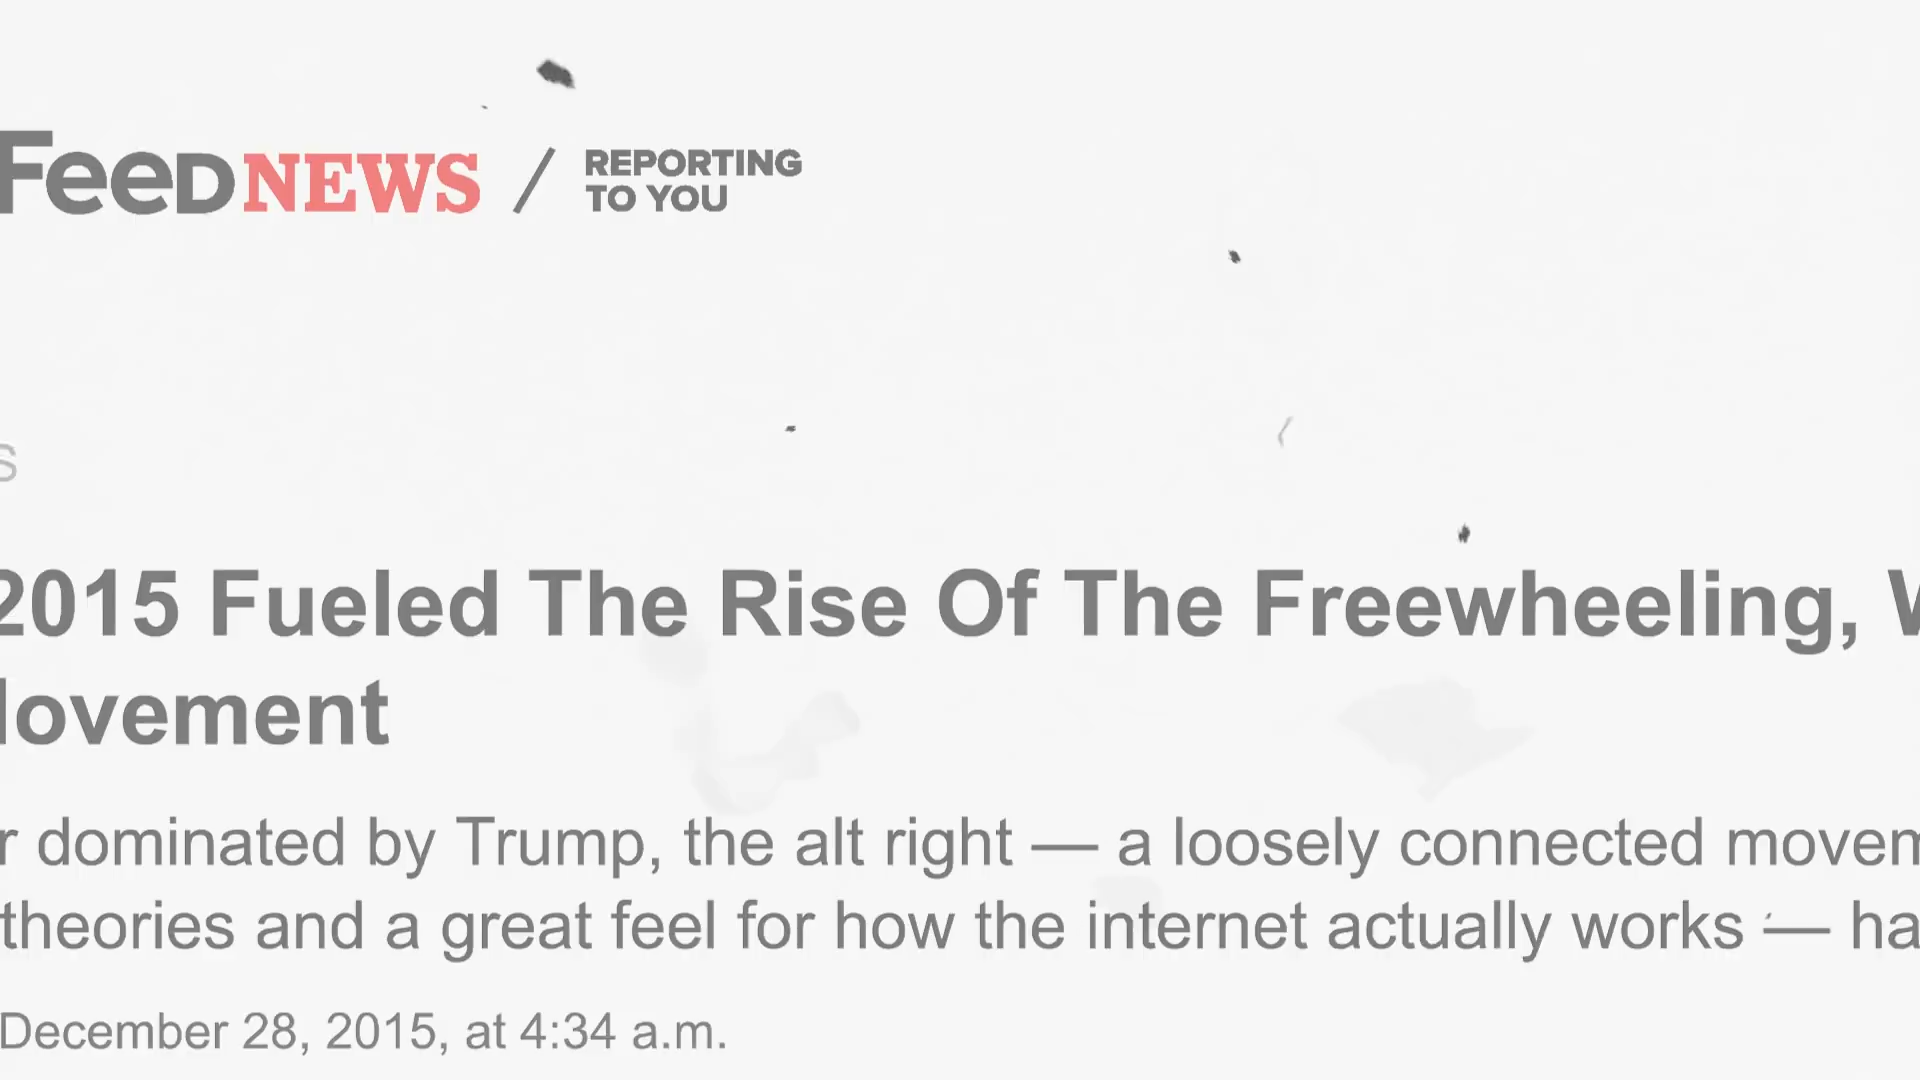 FeeDNEWS / REPORTING
TO YOU
s
2015 Fueled The Rise Of The Freewheeling,
ovement
r dominated by Trump, the alt right — a loosely connected movem
theories and a great feel for how the internet actually works — ha
December 28, 2015, at 4:34 a.m.